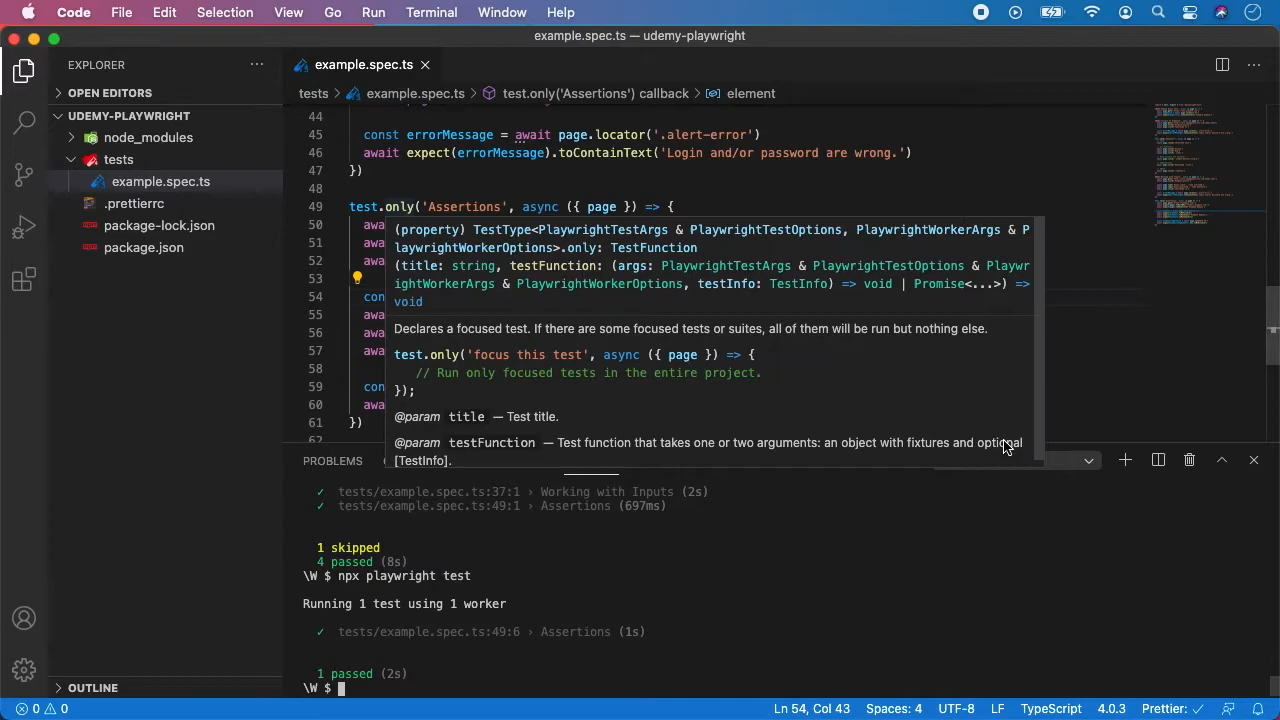 Code File Edit Selection View Go Run Terminal Window Help
example.spec.ts — udemy-playwright
EXPLORER
OPEN EDITORS
UDEMY-PLAYWRIGHT
node_modules
tests
example.spec.ts
.prettierrc
package-lock.json
package.json
OUTLINE
example.spec.ts
tests > example.spec.ts > test.only('Assertions') callback > element
44
45 const errorMessage = await page.locator('.alert-error')
46 await expect(errorMessage).toContainText('Login and/or password are wrong.')
47 })
48
49 test.only('Assertions' async ({ page }) => {
50 awa
51 awa
52 awa
53
54 con
55 awa
56 awa
57 awa
58
59 con
60 awa
61 })
62
(property) TestType<PlaywrightTestArgs & PlaywrightTestOptions, PlaywrightWorkerArgs & P
laywrightWorkerOptions>.only: TestFunction
(title: string, testFunction: (args: PlaywrightTestArgs & PlaywrightTestOptions & Playwr
ightWorkerArgs & PlaywrightWorkerOptions, testInfo: TestInfo) => void | Promise<...>) =>
void
Declares a focused test. If there are some focused tests or suites, all of them will be run but nothing else.
test.only('focus this test', async ({ page }) => {
// Run only focused tests in the entire project.
});
@param title — Test title.
@param testFunction — Test function that takes one or two arguments: an object with fixtures and optional
[TestInfo].
PROBLEMS
✓ tests/example.spec.ts:37:1 › Working with Inputs (2s)
✓ tests/example.spec.ts:49:1 › Assertions (697ms)
1 skipped
4 passed (8s)
\W $ npx playwright test
Running 1 test using 1 worker
✓ tests/example.spec.ts:49:6 › Assertions (1s)
1 passed (2s)
\W $
0 0 Ln 54, Col 43 Spaces: 4 UTF-8 LF TypeScript 4.0.3 Prettier: ✓